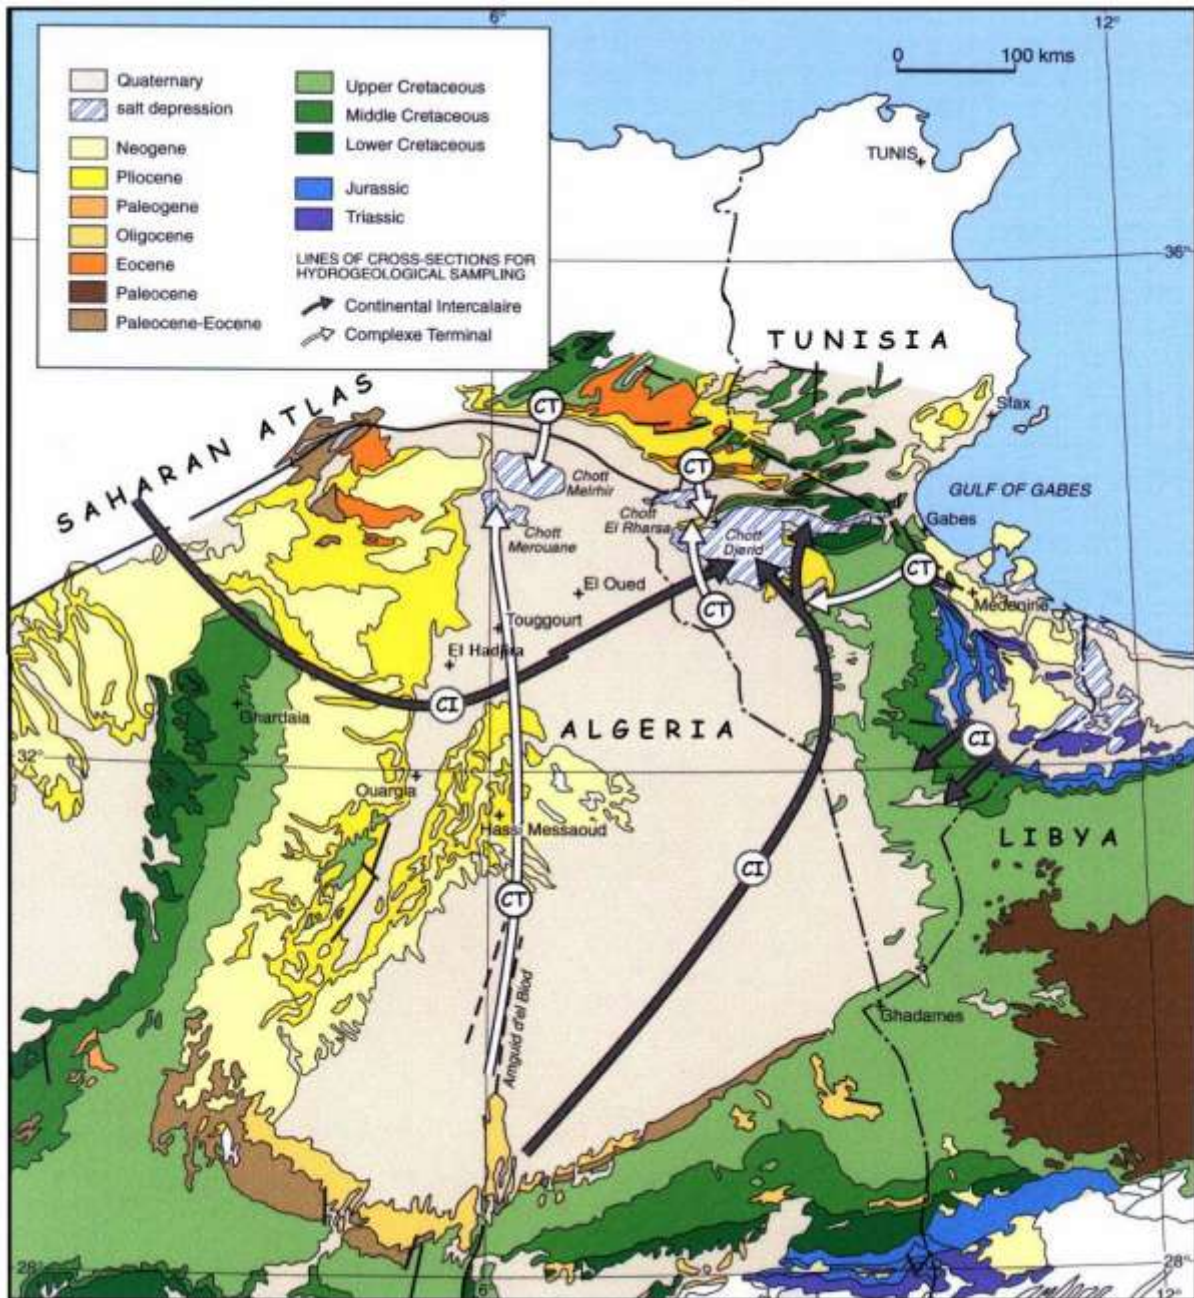 6°
12°
0 100 kms
Quaternary
salt depression
Neogene
Pliocene
Paleogene
Oligocene
Eocene
Paleocene
Paleocene-Eocene
Upper Cretaceous
Middle Cretaceous
Lower Cretaceous
Jurassic
Triassic
LINES OF CROSS-SECTIONS FOR
HYDROGEOLOGICAL SAMPLING
Continental Intercalaire
Complexe Terminal
TUNIS
36°
TUNISIA
SAHARAN ATLAS
Sfax
CT
CT
Chott
Melrhir
GULF OF GABES
Chott
El Rharsa
Gabes
Chott
Merouane
Chott
Djerid
CT
El Oued
Medenine
CT
Touggourt
El Hadjira
Ghardaia
CI
ALGERIA
CI
32°
Ouargla
Hassi Messaoud
LIBYA
CI
CT
Amguid d'el Biod
Ghadames
28°
28°
6°
12°